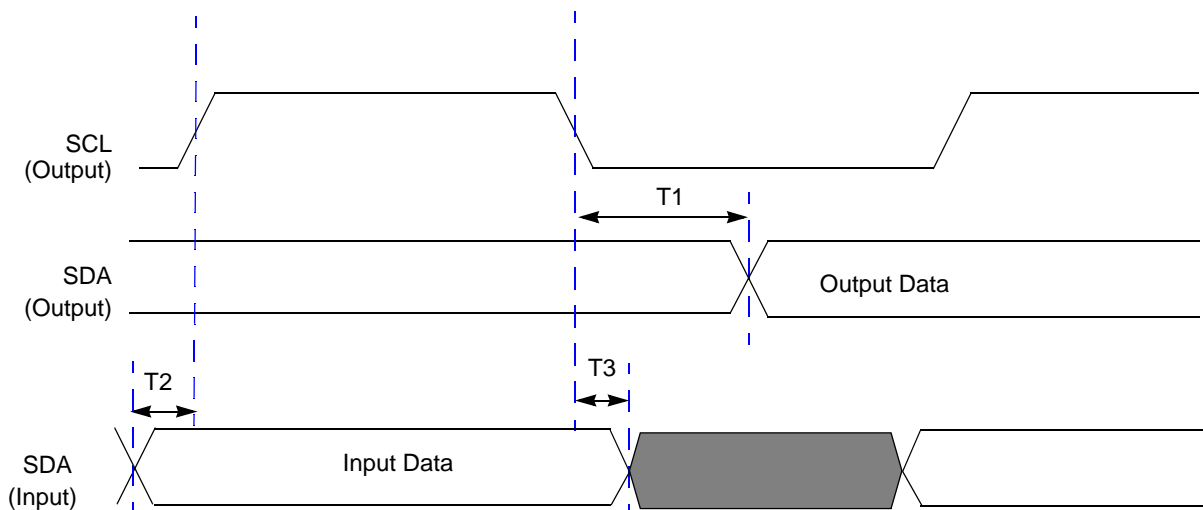 SCL
(Output)
T1
SDA
(Output)
Output Data
T2
T3
SDA
(Input)
Input Data